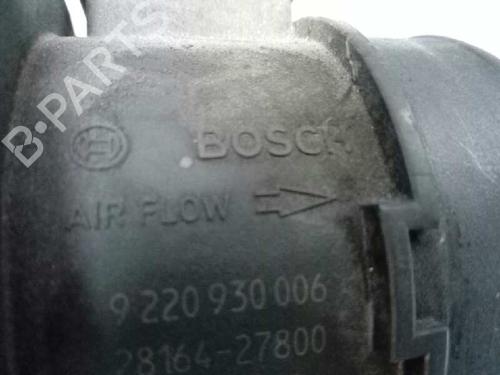 B-PARTS
BOSCH
AIR FLOW
9 220 930 006
28164-27800